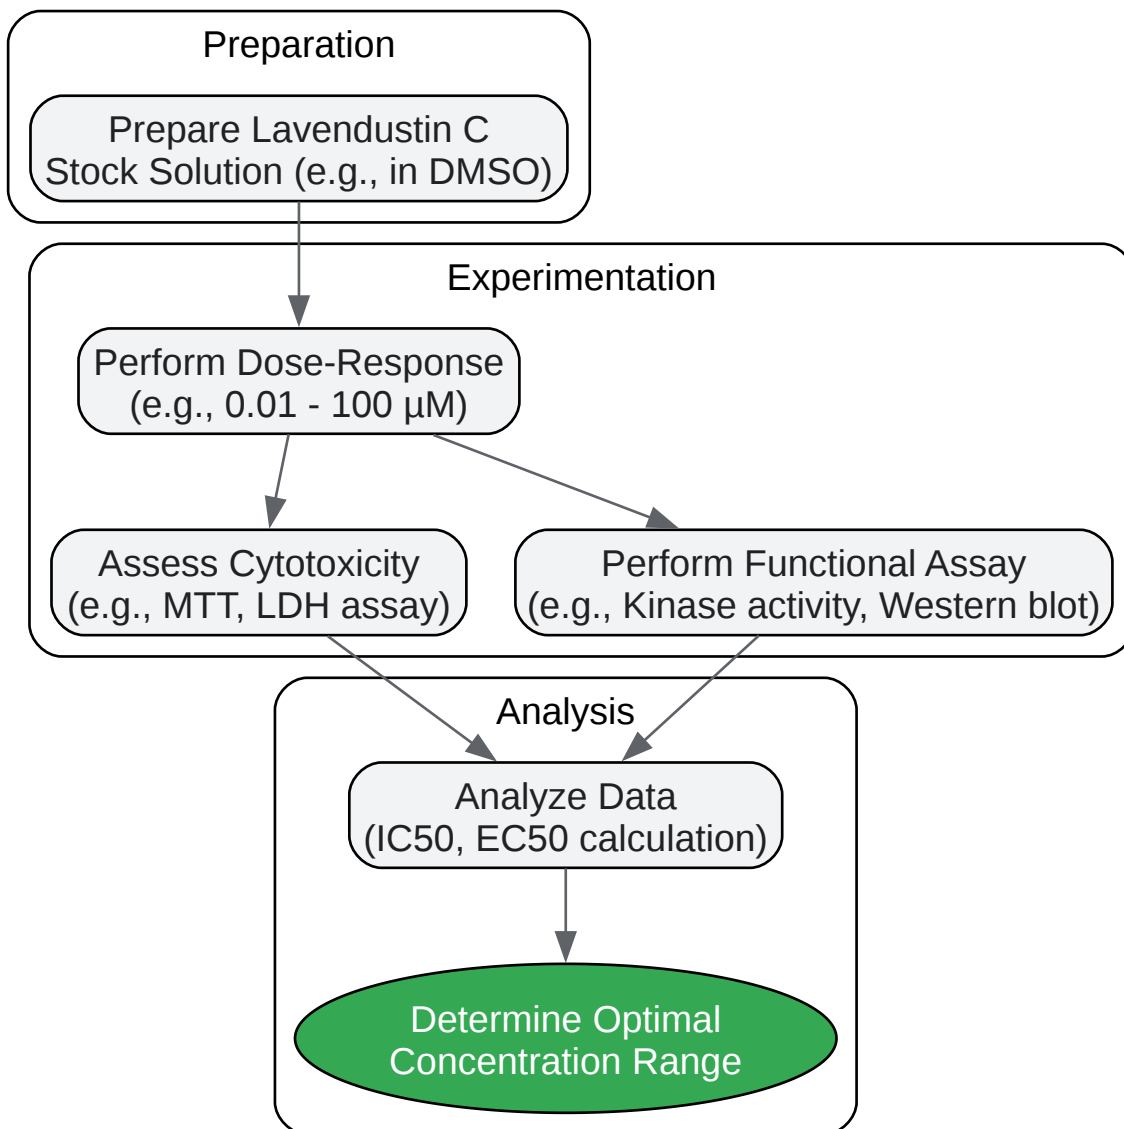 Preparation
Prepare Lavendustin C
Stock Solution (e.g., in DMSO)
Experimentation
Perform Dose-Response
(e.g., 0.01 - 100 µM)
Assess Cytotoxicity
(e.g., MTT, LDH assay)
Perform Functional Assay
(e.g., Kinase activity, Western blot)
Analysis
Analyze Data
(IC50, EC50 calculation)
Determine Optimal
Concentration Range